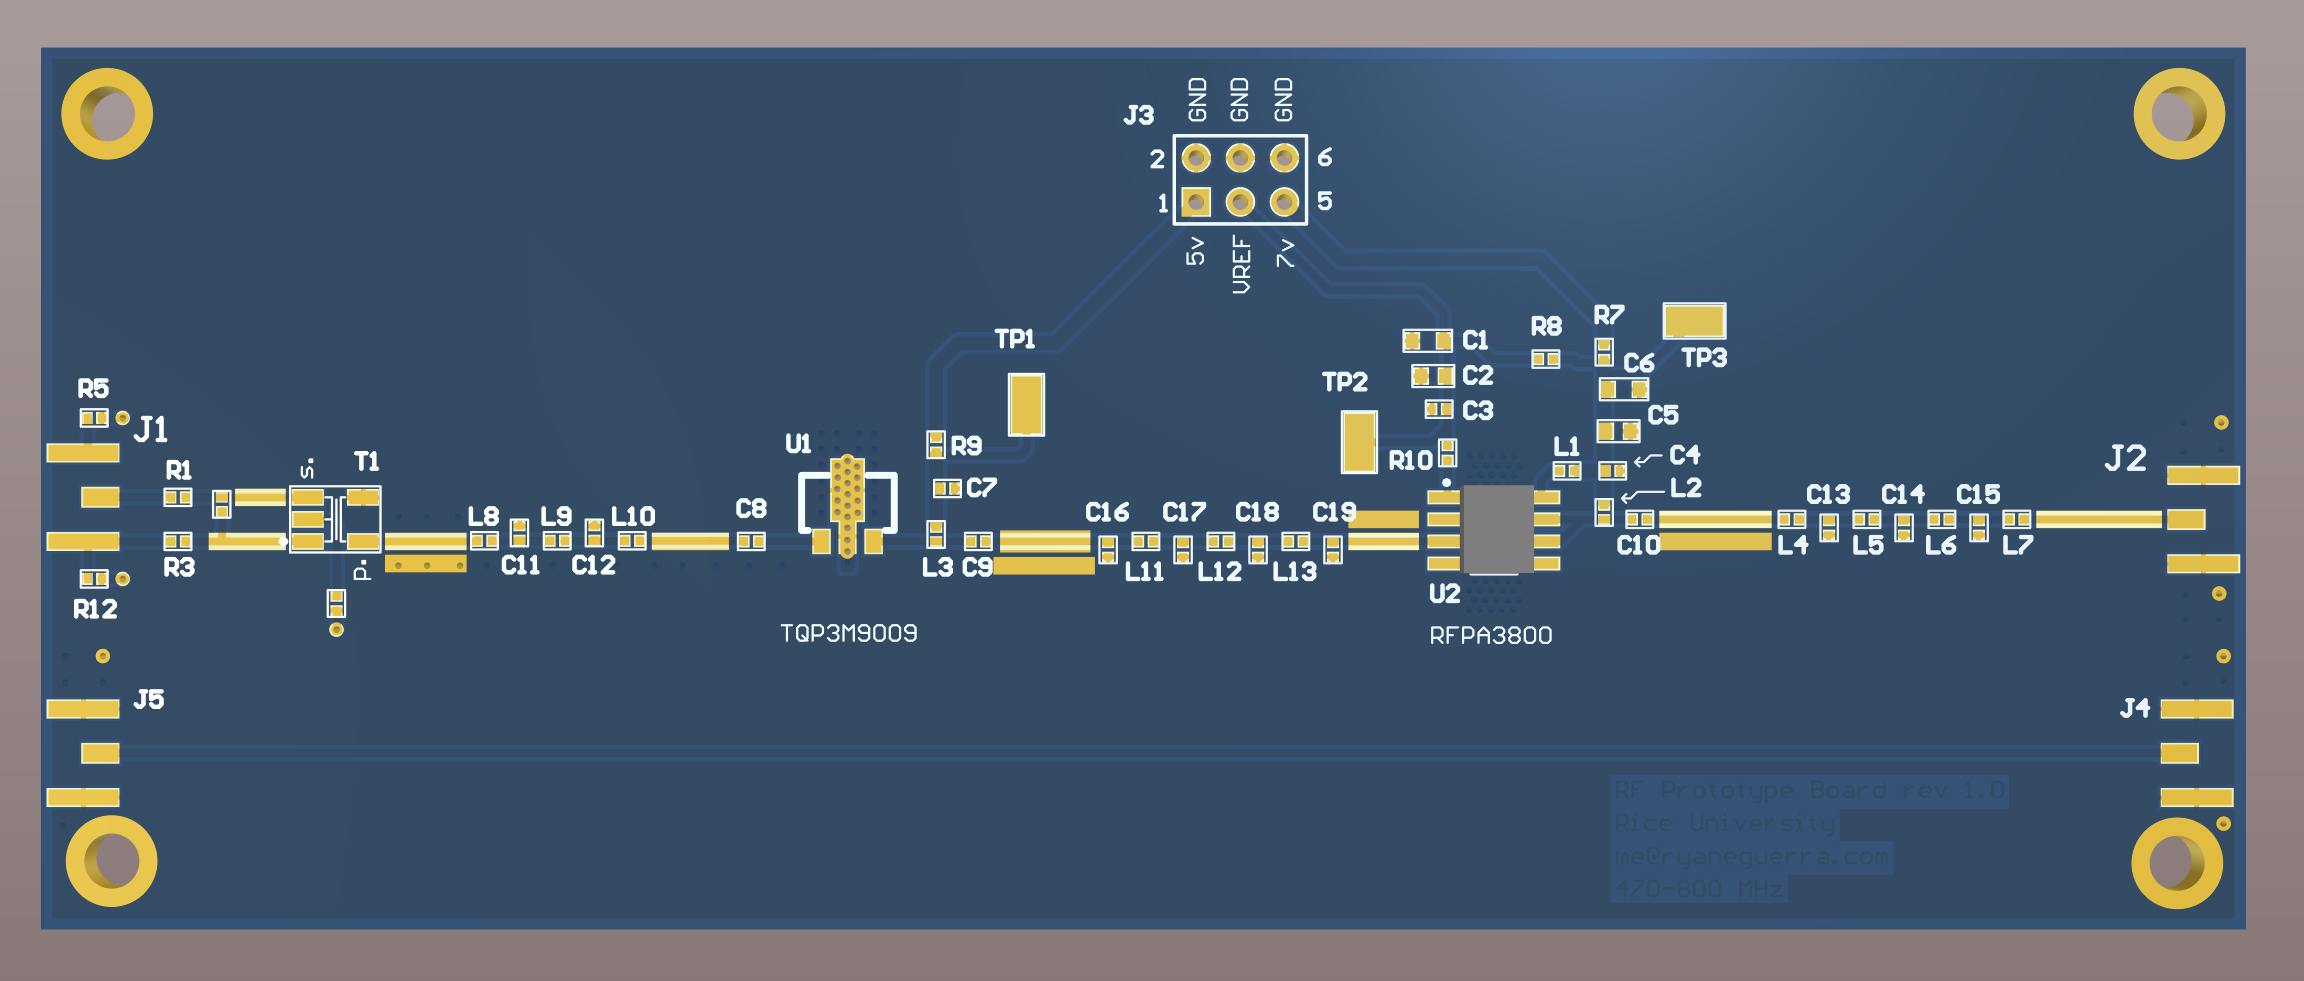 GND GND GND
J3
2 6
1 5
5v VREF 7v
R7
R8
TP1
C1
TP3
C6
TP2
C2
R5
C3
C5
J1
U1
R9
L1
R10
C4
J2
T1
s.
R1
C7
L2
C8
C16 C17 C18 C19
C13 C14 C15
L8 L9 L10
C10 L4 L5 L6 L7
R3
p.
C11 C12
L3 C9 L11 L12 L13
U2
R12
TQP3M9009
RFPA3800
J5
J4
RF Prototype Board rev 1.0
Rice University
me@ryaneguerra.com
470-800 MHz